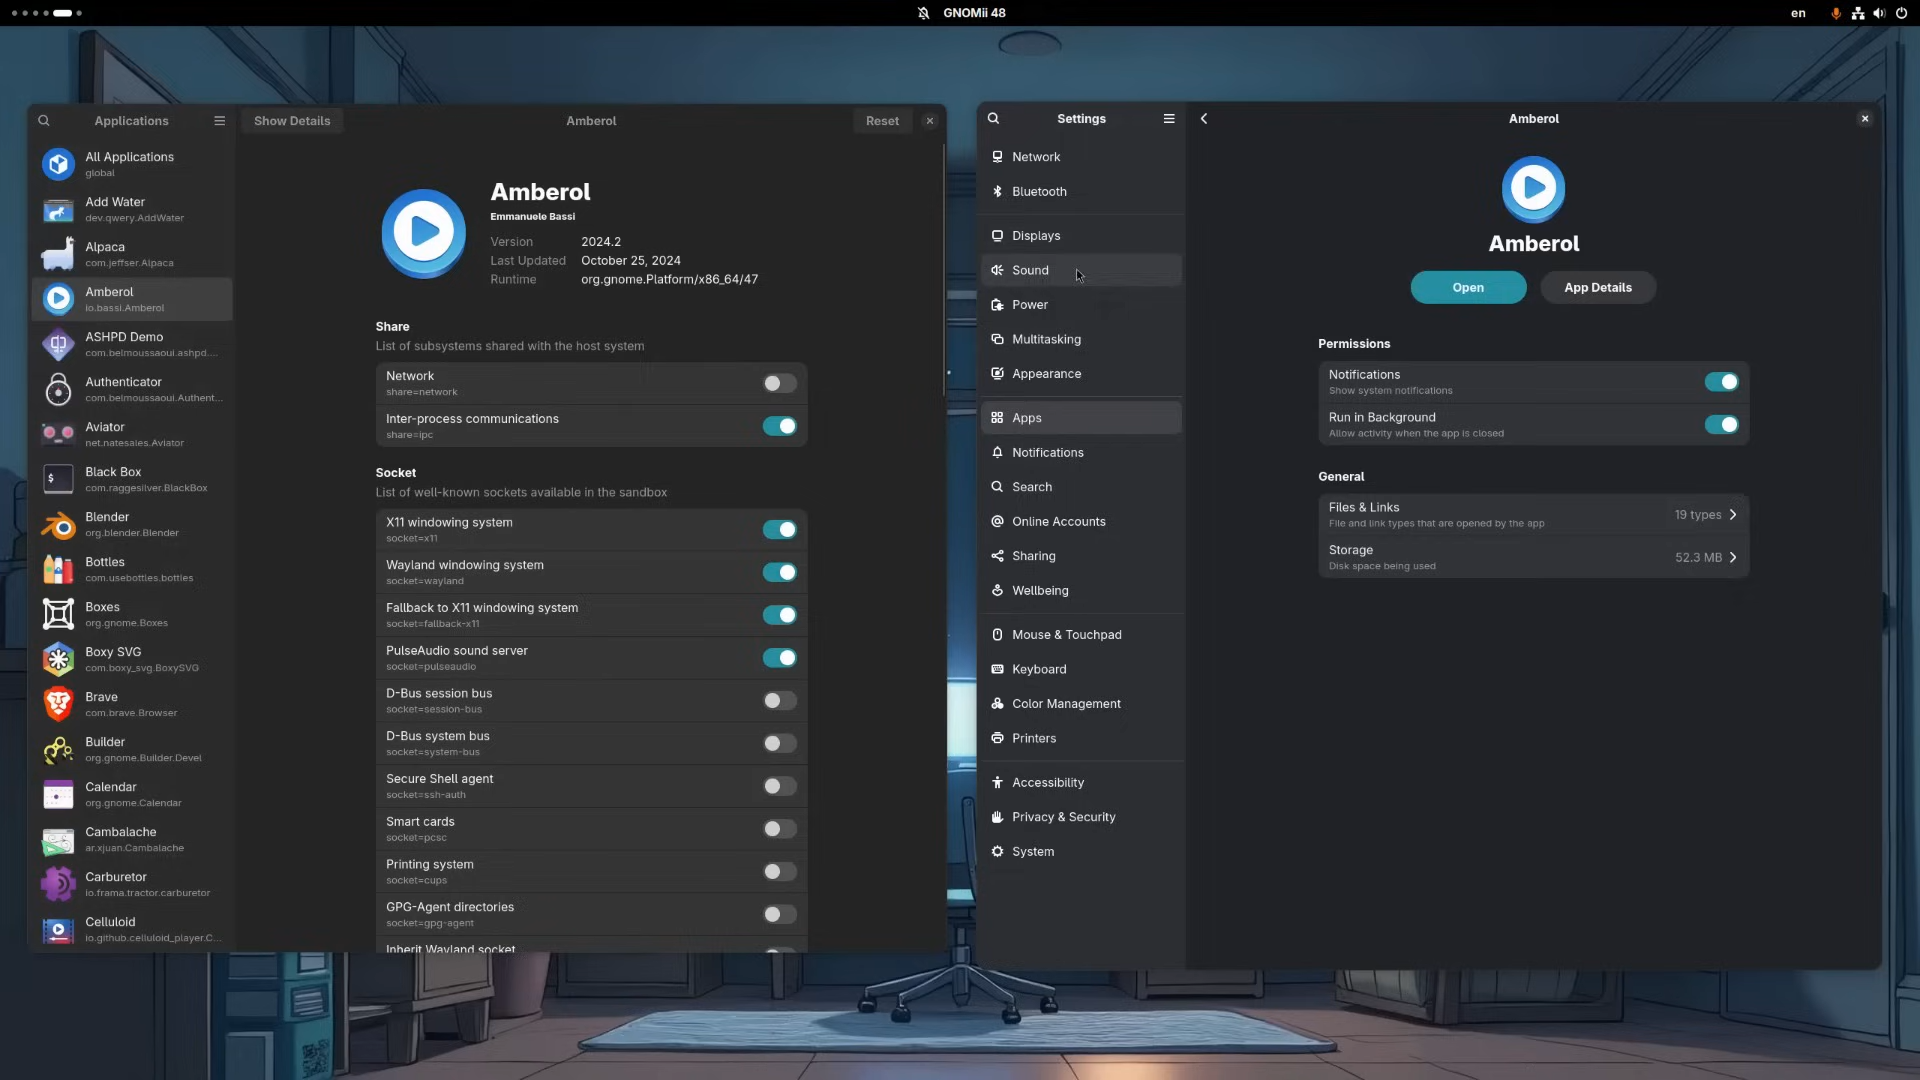 GNOMii 48
en
Applications
Show Details
Amberol
Reset
All Applications
global
Add Water
dev.qwery.AddWater
Alpaca
com.jeffser.Alpaca
Amberol
io.bassi.Amberol
ASHPD Demo
com.belmoussaoui.ashpd....
Authenticator
com.belmoussaoui.Authent...
Aviator
net.natesales.Aviator
Black Box
com.raggesilver.BlackBox
Blender
org.blender.Blender
Bottles
com.usebottles.bottles
Boxes
org.gnome.Boxes
Boxy SVG
com.boxy_svg.BoxySVG
Brave
com.brave.Browser
Builder
org.gnome.Builder.Devel
Calendar
org.gnome.Calendar
Cambalache
ar.xjuan.Cambalache
Carburetor
io.frama.tractor.carburetor
Celluloid
io.github.celluloid_player.C...
Amberol
Emmanuele Bassi
Version 2024.2
Last Updated October 25, 2024
Runtime org.gnome.Platform/x86_64/47
Share
List of subsystems shared with the host system
Network
share=network
Inter-process communications
share=ipc
Socket
List of well-known sockets available in the sandbox
X11 windowing system
socket=x11
Wayland windowing system
socket=wayland
Fallback to X11 windowing system
socket=fallback-x11
PulseAudio sound server
socket=pulseaudio
D-Bus session bus
socket=session-bus
D-Bus system bus
socket=system-bus
Secure Shell agent
socket=ssh-auth
Smart cards
socket=pcsc
Printing system
socket=cups
GPG-Agent directories
socket=gpg-agent
Inherit Wayland socket
Settings
Network
Bluetooth
Displays
Sound
Power
Multitasking
Appearance
Apps
Notifications
Search
Online Accounts
Sharing
Wellbeing
Mouse & Touchpad
Keyboard
Color Management
Printers
Accessibility
Privacy & Security
System
Amberol
Amberol
Open
App Details
Permissions
Notifications
Show system notifications
Run in Background
Allow activity when the app is closed
General
Files & Links
File and link types that are opened by the app
19 types
Storage
Disk space being used
52.3 MB